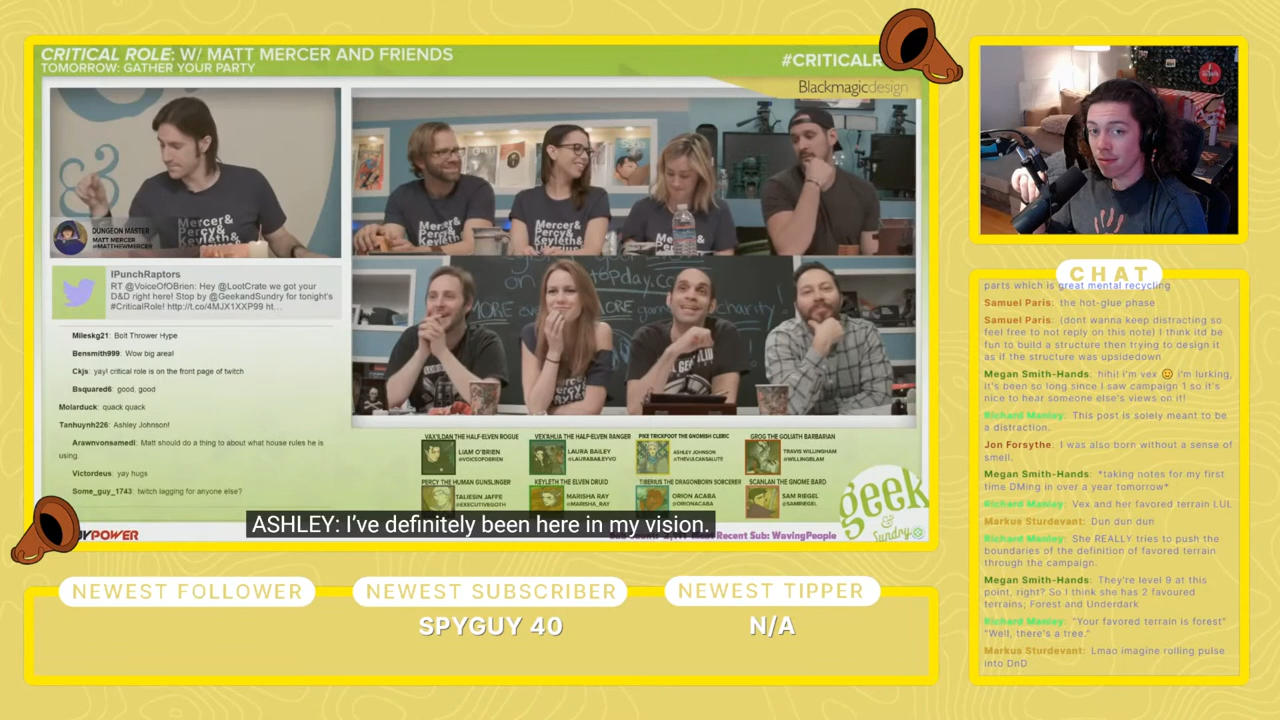 CRITICAL ROLE: W/ MATT MERCER AND FRIENDS
TOMORROW: GATHER YOUR PARTY
#CRITICALR
Blackmagicdesign
Mercer&
Percy&
Keyleth&
DUNGEON MASTER
MATT MERCER
@MATTHEWMERCER
IPunchRaptors
RT @VoiceOfOBrien: Hey @LootCrate we got your
D&D right here! Stop by @GeekandSundry for tonight's
#CriticalRole! http://t.co/4MJX1XXP99 ht...
Mileskg21: Bolt Thrower Hype
Bensmith999: Wow big area!
Ckjs: yay! critical role is on the front page of twitch
Bsquared6: good, good
Molarduck: quack quack
Tanhuynh226: Ashley Johnson!
Arawnvonsamedi: Matt should do a thing to about what house rules he is
using.
Victordeus: yay hugs
Some_guy_1743: twitch lagging for anyone else?
VAX'ILDAN THE HALF-ELVEN ROGUE
LIAM O'BRIEN
@VOICEOFOBRIEN
VEX'AHLIA THE HALF-ELVEN RANGER
LAURA BAILEY
@LAURABAILEYVO
PIKE TRICKFOOT THE GNOMISH CLERIC
ASHLEY JOHNSON
@THEVULCANSALUTE
GROG THE GOLIATH BARBARIAN
TRAVIS WILLINGHAM
@WILLINGBLAM
PERCY THE HUMAN GUNSLINGER
TALIESIN JAFFE
@EXECUTIVEGOTH
KEYLETH THE ELVEN DRUID
MARISHA RAY
@MARISHA_RAY
TIBERIUS THE DRAGONBORN SORCERER
ORION ACABA
@ORIONACABA
SCANLAN THE GNOME BARD
SAM RIEGEL
@SAMRIEGEL
geek
& Sundry
YPOWER
ASHLEY: I've definitely been here in my vision.
Recent Sub: WavingPeople
NEWEST FOLLOWER
NEWEST SUBSCRIBER
SPYGUY 40
NEWEST TIPPER
N/A
CHAT
parts which is great mental recycling
Samuel Paris: the hot-glue phase
Samuel Paris: (dont wanna keep distracting so
feel free to not reply on this note) I think itd be
fun to build a structure then trying to design it
as if the structure was upsidedown
Megan Smith-Hands: hihi! i'm vex 🙂 i'm lurking,
it's been so long since I saw campaign 1 so it's
nice to hear someone else's views on it!
Richard Manley: This post is solely meant to be
a distraction.
Jon Forsythe: I was also born without a sense of
smell.
Megan Smith-Hands: *taking notes for my first
time DMing in over a year tomorrow*
Richard Manley: Vex and her favored terrain LUL
Markus Sturdevant: Dun dun dun
Richard Manley: She REALLY tries to push the
boundaries of the definition of favored terrain
through the campaign.
Megan Smith-Hands: They're level 9 at this
point, right? So I think she has 2 favoured
terrains; Forest and Underdark
Richard Manley: "Your favored terrain is forest"
"Well, there's a tree."
Markus Sturdevant: Lmao imagine rolling pulse
into DnD